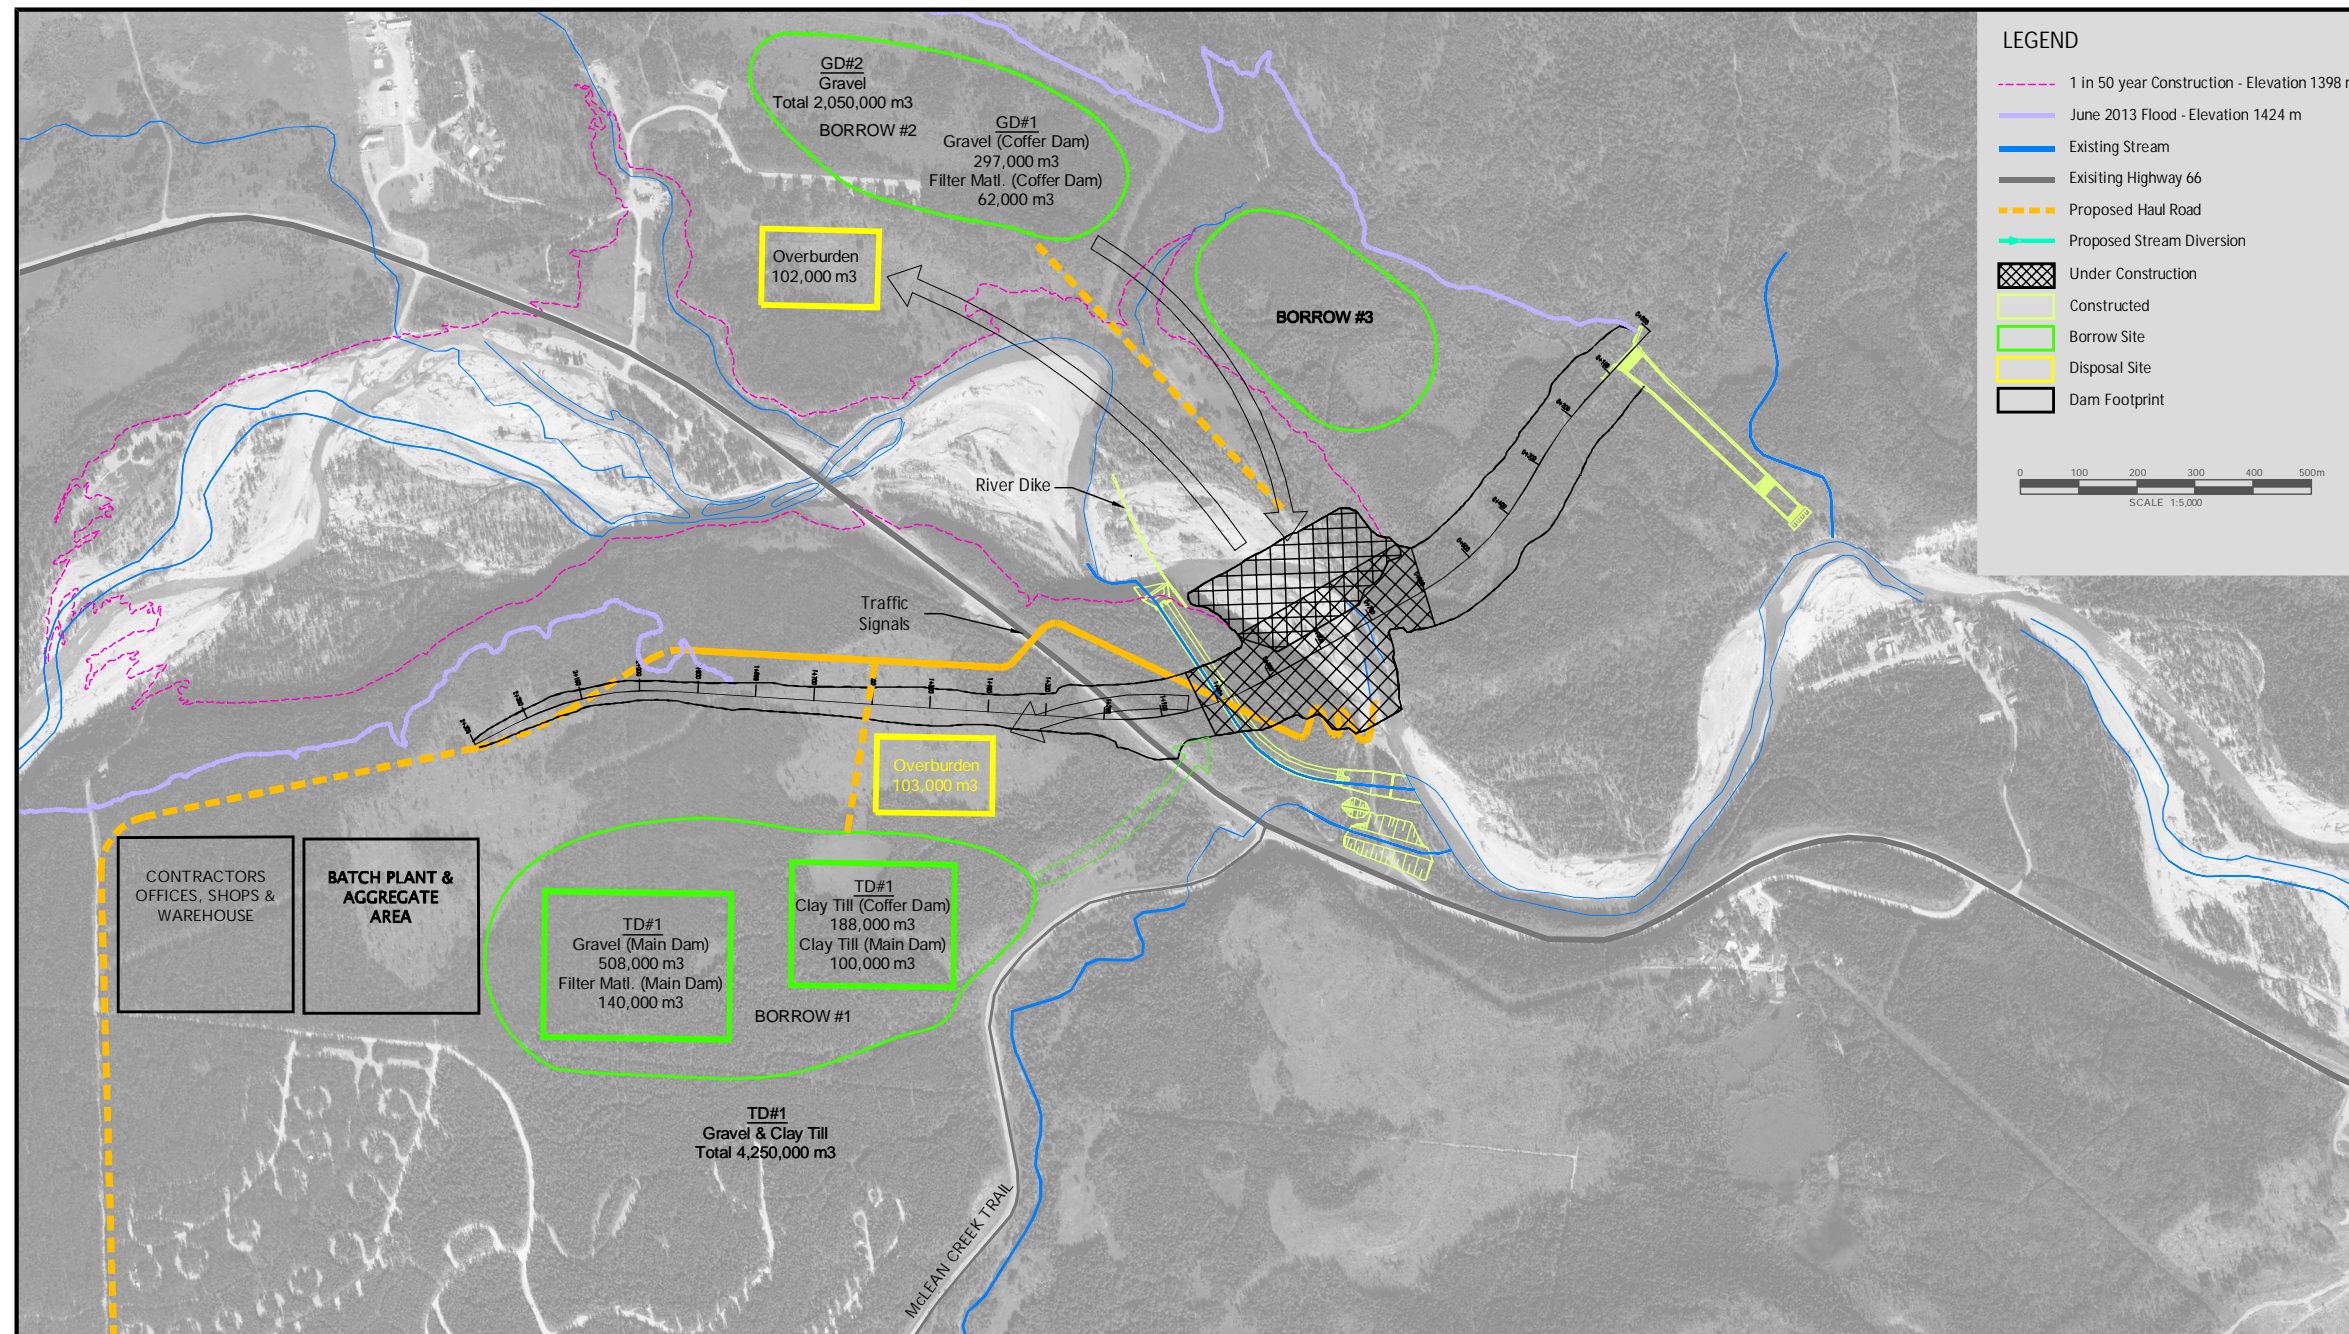 GD#2
Gravel
Total 2,050,000 m3
BORROW #2
GD#1
Gravel (Coffer Dam)
297,000 m3
Filter Matl. (Coffer Dam)
62,000 m3
Overburden
102,000 m3
BORROW #3
River Dike
Traffic
Signals
Overburden
103,000 m3
CONTRACTORS
OFFICES, SHOPS &
WAREHOUSE
BATCH PLANT &
AGGREGATE
AREA
TD#1
Gravel (Main Dam)
508,000 m3
Filter Matl. (Main Dam)
140,000 m3
TD#1
Clay Till (Coffer Dam)
188,000 m3
Clay Till (Main Dam)
100,000 m3
BORROW #1
TD#1
Gravel & Clay Till
Total 4,250,000 m3
McLEAN CREEK TRAIL
LEGEND
1 in 50 year Construction - Elevation 1398
June 2013 Flood - Elevation 1424 m
Existing Stream
Exisiting Highway 66
Proposed Haul Road
Proposed Stream Diversion
Under Construction
Constructed
Borrow Site
Disposal Site
Dam Footprint
0 100 200 300 400 500m
SCALE 1:5,000